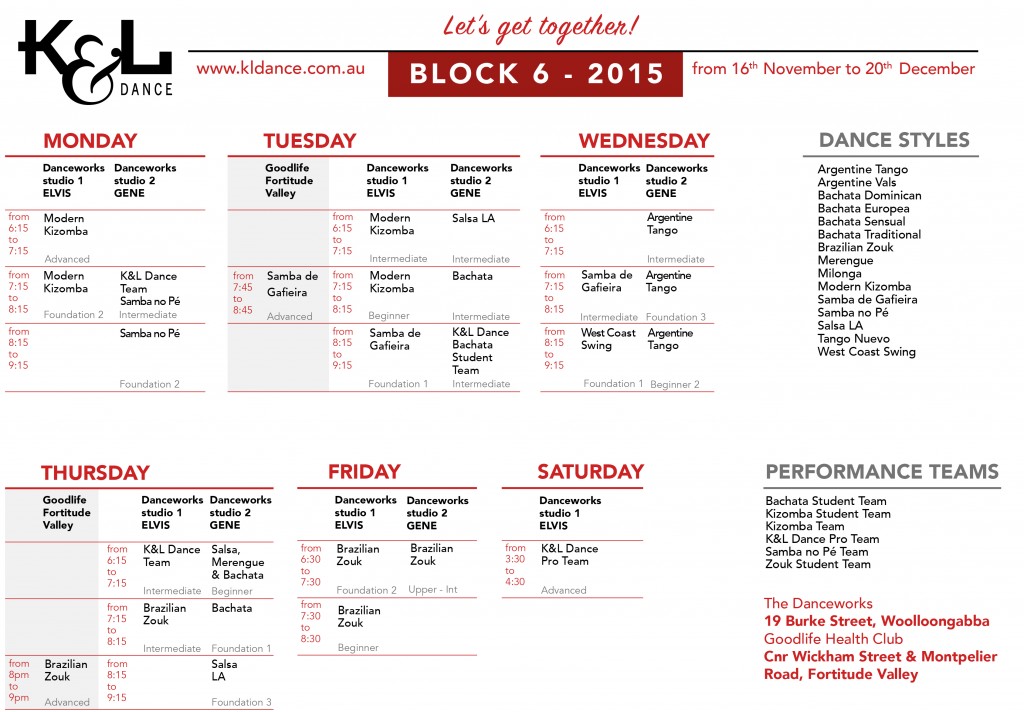 K&L
DANCE
Let's get together!
www.kldance.com.au
BLOCK 6 - 2015
from 16th November to 20th December
MONDAY
Danceworks
studio 1
ELVIS
Danceworks
studio 2
GENE
from
6:15
to
7:15
Modern
Kizomba
Advanced
from
7:15
to
8:15
Modern
Kizomba
Foundation 2
K&L Dance
Team
Samba no Pé
Intermediate
from
8:15
to
9:15
Samba no Pé
Foundation 2
TUESDAY
Goodlife
Fortitude
Valley
Danceworks
studio 1
ELVIS
Danceworks
studio 2
GENE
from
6:15
to
7:15
Modern
Kizomba
Intermediate
Salsa LA
Intermediate
from
7:45
to
8:45
Samba de
Gafieira
Advanced
from
7:15
to
8:15
Modern
Kizomba
Beginner
Bachata
Intermediate
from
8:15
to
9:15
Samba de
Gafieira
Foundation 1
K&L Dance
Bachata
Student
Team
Intermediate
WEDNESDAY
Danceworks
studio 1
ELVIS
Danceworks
studio 2
GENE
from
6:15
to
7:15
Argentine
Tango
Intermediate
from
7:15
to
8:15
Samba de
Gafieira
Intermediate
Argentine
Tango
Foundation 3
from
8:15
to
9:15
West Coast
Swing
Foundation 1
Argentine
Tango
Beginner 2
DANCE STYLES
Argentine Tango
Argentine Vals
Bachata Dominican
Bachata Europea
Bachata Sensual
Bachata Traditional
Brazilian Zouk
Merengue
Milonga
Modern Kizomba
Samba de Gafieira
Samba no Pé
Salsa LA
Tango Nuevo
West Coast Swing
THURSDAY
Goodlife
Fortitude
Valley
Danceworks
studio 1
ELVIS
Danceworks
studio 2
GENE
from
6:15
to
7:15
K&L Dance
Team
Intermediate
Salsa,
Merengue
& Bachata
Beginner
from
7:15
to
8:15
Brazilian
Zouk
Intermediate
Bachata
Foundation 1
from
8pm
to
9pm
Brazilian
Zouk
Advanced
from
8:15
to
9:15
Salsa
LA
Foundation 3
FRIDAY
Danceworks
studio 1
ELVIS
Danceworks
studio 2
GENE
from
6:30
to
7:30
Brazilian
Zouk
Foundation 2
Brazilian
Zouk
Upper - Int
from
7:30
to
8:30
Brazilian
Zouk
Beginner
SATURDAY
Danceworks
studio 1
ELVIS
from
3:30
to
4:30
K&L Dance
Pro Team
Advanced
PERFORMANCE TEAMS
Bachata Student Team
Kizomba Student Team
Kizomba Team
K&L Dance Pro Team
Samba no Pé Team
Zouk Student Team
The Danceworks
19 Burke Street, Woolloongabba
Goodlife Health Club
Cnr Wickham Street & Montpelier
Road, Fortitude Valley